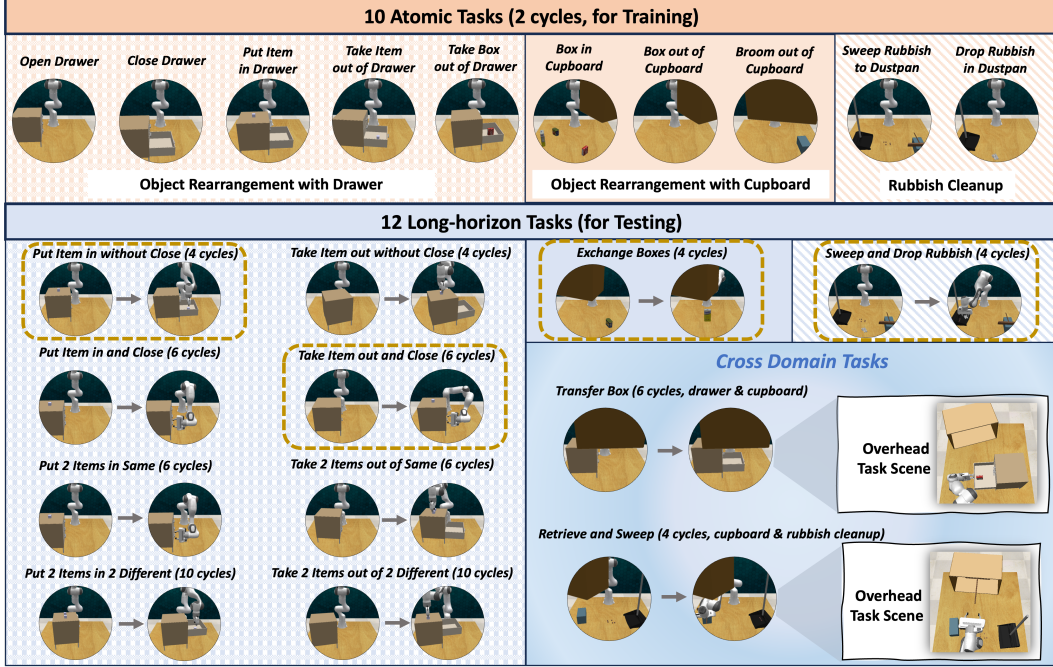 10 Atomic Tasks (2 cycles, for Training)
Open Drawer
Close Drawer
Put Item
in Drawer
Take Item
out of Drawer
Take Box
out of Drawer
Box in
Cupboard
Box out of
Cupboard
Broom out of
Cupboard
Sweep Rubbish
to Dustpan
Drop Rubbish
in Dustpan
Object Rearrangement with Drawer
Object Rearrangement with Cupboard
Rubbish Cleanup
12 Long-horizon Tasks (for Testing)
Put Item in without Close (4 cycles)
Take Item out without Close (4 cycles)
Exchange Boxes (4 cycles)
Sweep and Drop Rubbish (4 cycles)
Put Item in and Close (6 cycles)
Take Item out and Close (6 cycles)
Cross Domain Tasks
Transfer Box (6 cycles, drawer & cupboard)
Overhead
Task Scene
Put 2 Items in Same (6 cycles)
Take 2 Items out of Same (6 cycles)
Retrieve and Sweep (4 cycles, cupboard & rubbish cleanup)
Overhead
Task Scene
Put 2 Items in 2 Different (10 cycles)
Take 2 Items out of 2 Different (10 cycles)